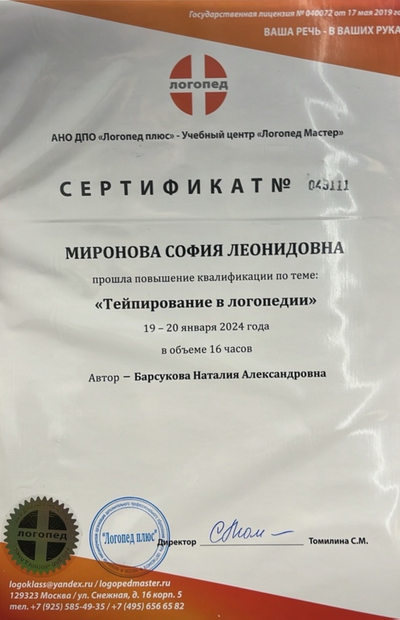 Государственная лицензия № 040072 от 17 мая 2019 го
ВАША РЕЧЬ - В ВАШИХ РУКА
логопед
АНО ДПО «Логопед плюс» - Учебный центр «Логопед Мастер»
СЕРТИФИКАТ №
МИРОНОВА СОФИЯ ЛЕОНИДОВНА
прошла повышение квалификации по теме:
«Тейпирование в логопедии»
19 – 20 января 2024 года
в объеме 16 часов
Автор – Барсукова Наталия Александровна
логопед
"Логопед плюс"
Директор
Томилина С.М.
logoklass@yandex.ru / logopedmaster.ru
129323 Москва / ул. Снежная, д. 16 корп. 5
тел. +7 (925) 585-49-35 / +7 (495) 656 65 82